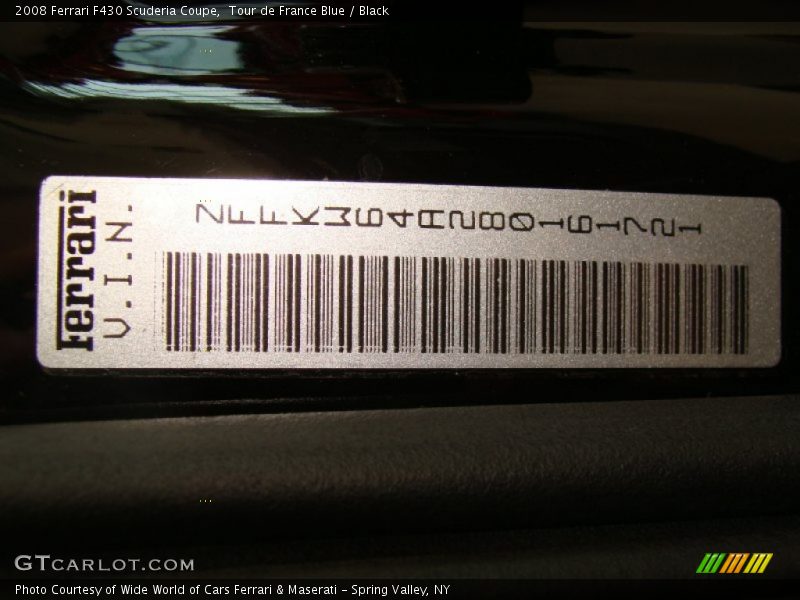 2008 Ferrari F430 Scuderia Coupe,  Tour de France Blue / Black
Ferrari
V.I.N.
ZFFKW64A280161721
GTcarlot.com
Photo Courtesy of Wide World of Cars Ferrari & Maserati – Spring Valley, NY